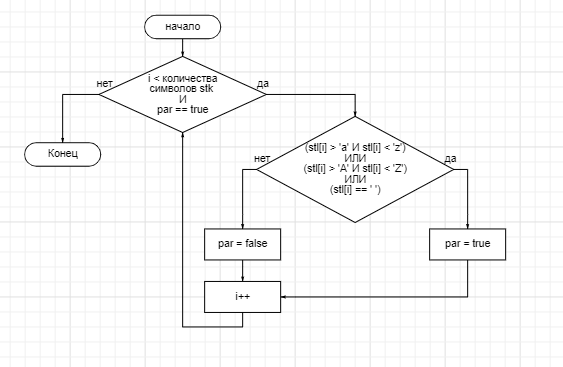 начало
нет
i < количества
символов stk
И
par == true
да
Конец
нет
(stl[i] > 'a' И stl[i] < 'z')
ИЛИ
(stl[i] > 'A' И stl[i] < 'Z')
ИЛИ
(stl[i] == ' ')
да
par = false
par = true
i++